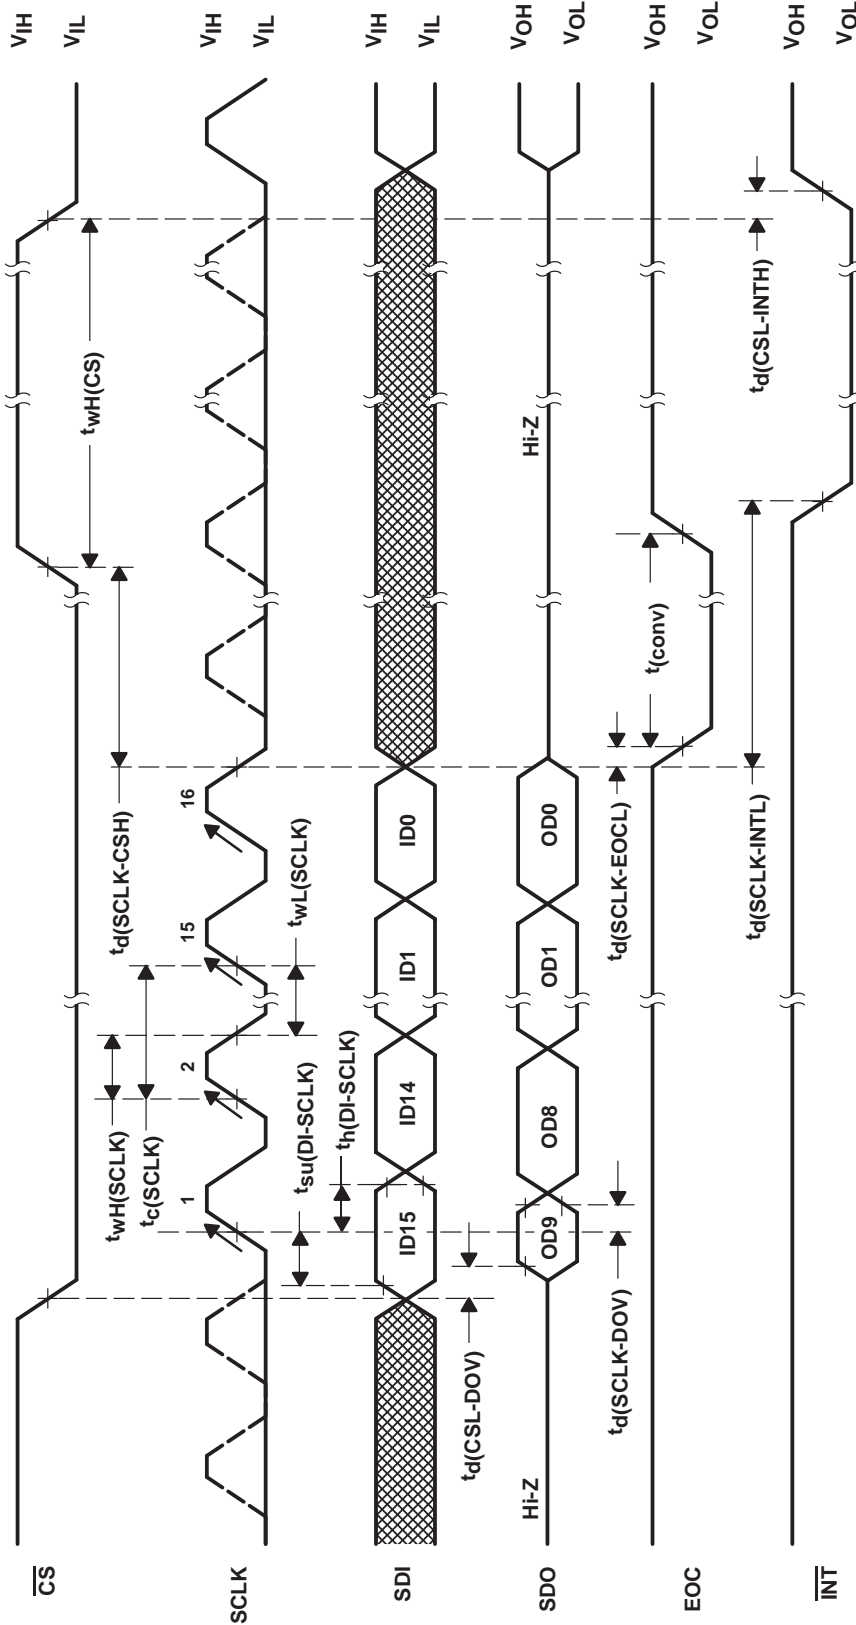 CS
VIH
VIL
twH(CS)
td(SCLK-CSH)
twH(SCLK)
tc(SCLK)
SCLK
1
2
15
16
VIH
VIL
twL(SCLK)
tsu(DI-SCLK)
th(DI-SCLK)
SDI
ID15
ID14
ID1
ID0
VIH
VIL
td(CSL-DOV)
SDO
Hi-Z
OD9
OD8
OD1
OD0
Hi-Z
VOH
VOL
td(SCLK-DOV)
td(SCLK-EOCL)
t(conv)
EOC
VOH
VOL
td(SCLK-INTL)
td(CSL-INTH)
INT
VOH
VOL